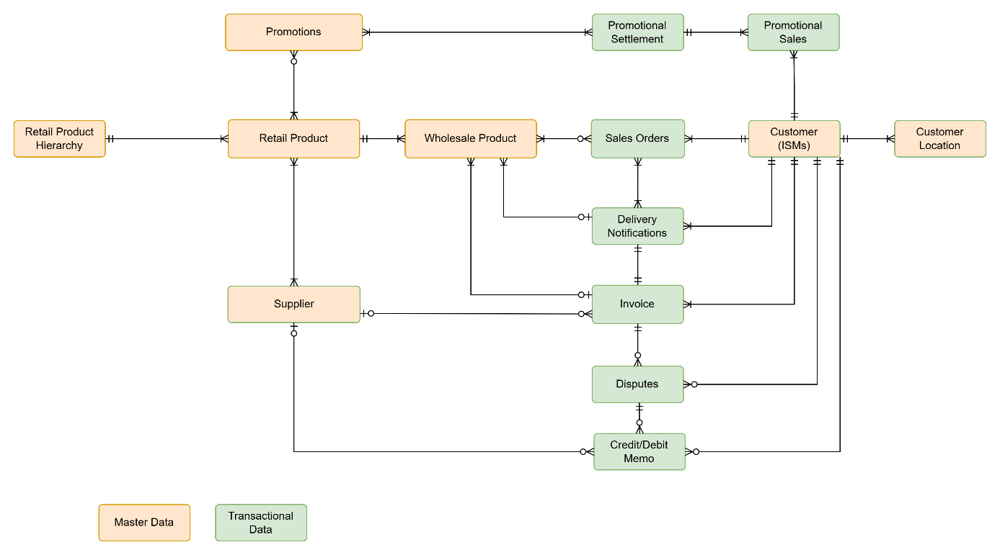 Promotions
Promotional
Settlement
Promotional
Sales
Retail Product
Hierarchy
Retail Product
Wholesale Product
Sales Orders
Customer
(ISMs)
Customer
Location
Delivery
Notifications
Supplier
Invoice
Disputes
Credit/Debit
Memo
Master Data
Transactional
Data